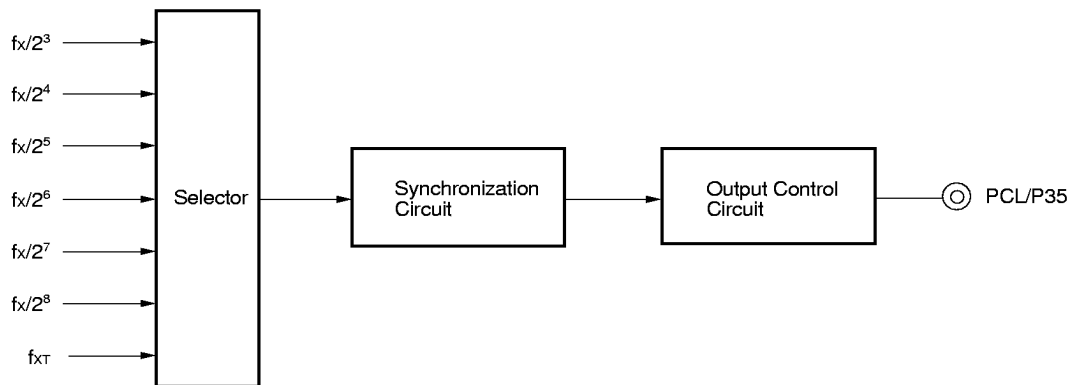 fx/2³
fx/2⁴
fx/2⁵
fx/2⁶
fx/2⁷
fx/2⁸
fXT
Selector
Synchronization
Circuit
Output Control
Circuit
PCL/P35